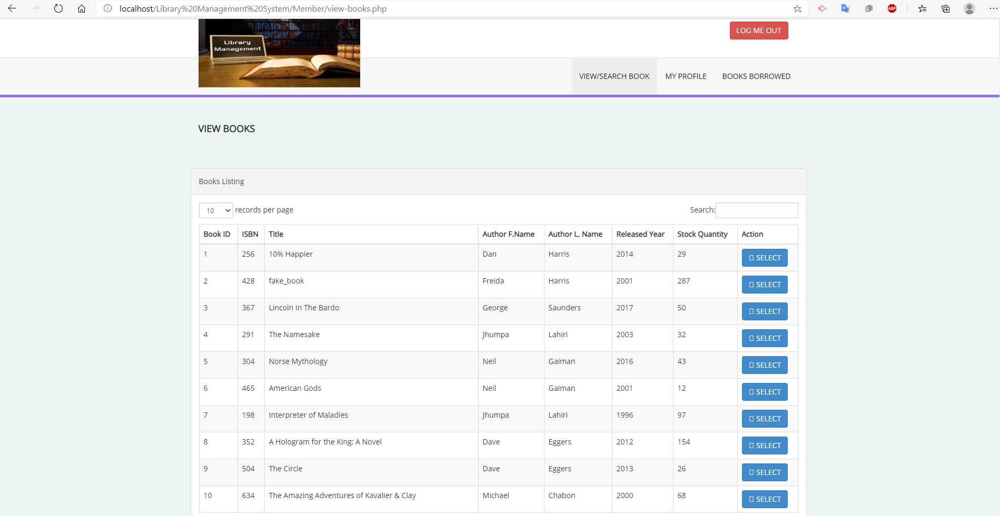 localhost/Library%20Management%20System/Member/view-books.php
ABP
Library
Management
LOG ME OUT
VIEW/SEARCH BOOK MY PROFILE BOOKS BORROWED
VIEW BOOKS
Books Listing
10 records per page Search:
Book ID ISBN Title Author F.Name Author L. Name Released Year Stock Quantity Action
1 256 10% Happier Dan Harris 2014 29 SELECT
2 428 fake_book Freida Harris 2001 287 SELECT
3 367 Lincoln In The Bardo George Saunders 2017 50 SELECT
4 291 The Namesake Jhumpa Lahiri 2003 32 SELECT
5 304 Norse Mythology Neil Gaiman 2016 43 SELECT
6 465 American Gods Neil Gaiman 2001 12 SELECT
7 198 Interpreter of Maladies Jhumpa Lahiri 1996 97 SELECT
8 352 A Hologram for the King: A Novel Dave Eggers 2012 154 SELECT
9 504 The Circle Dave Eggers 2013 26 SELECT
10 634 The Amazing Adventures of Kavalier & Clay Michael Chabon 2000 68 SELECT